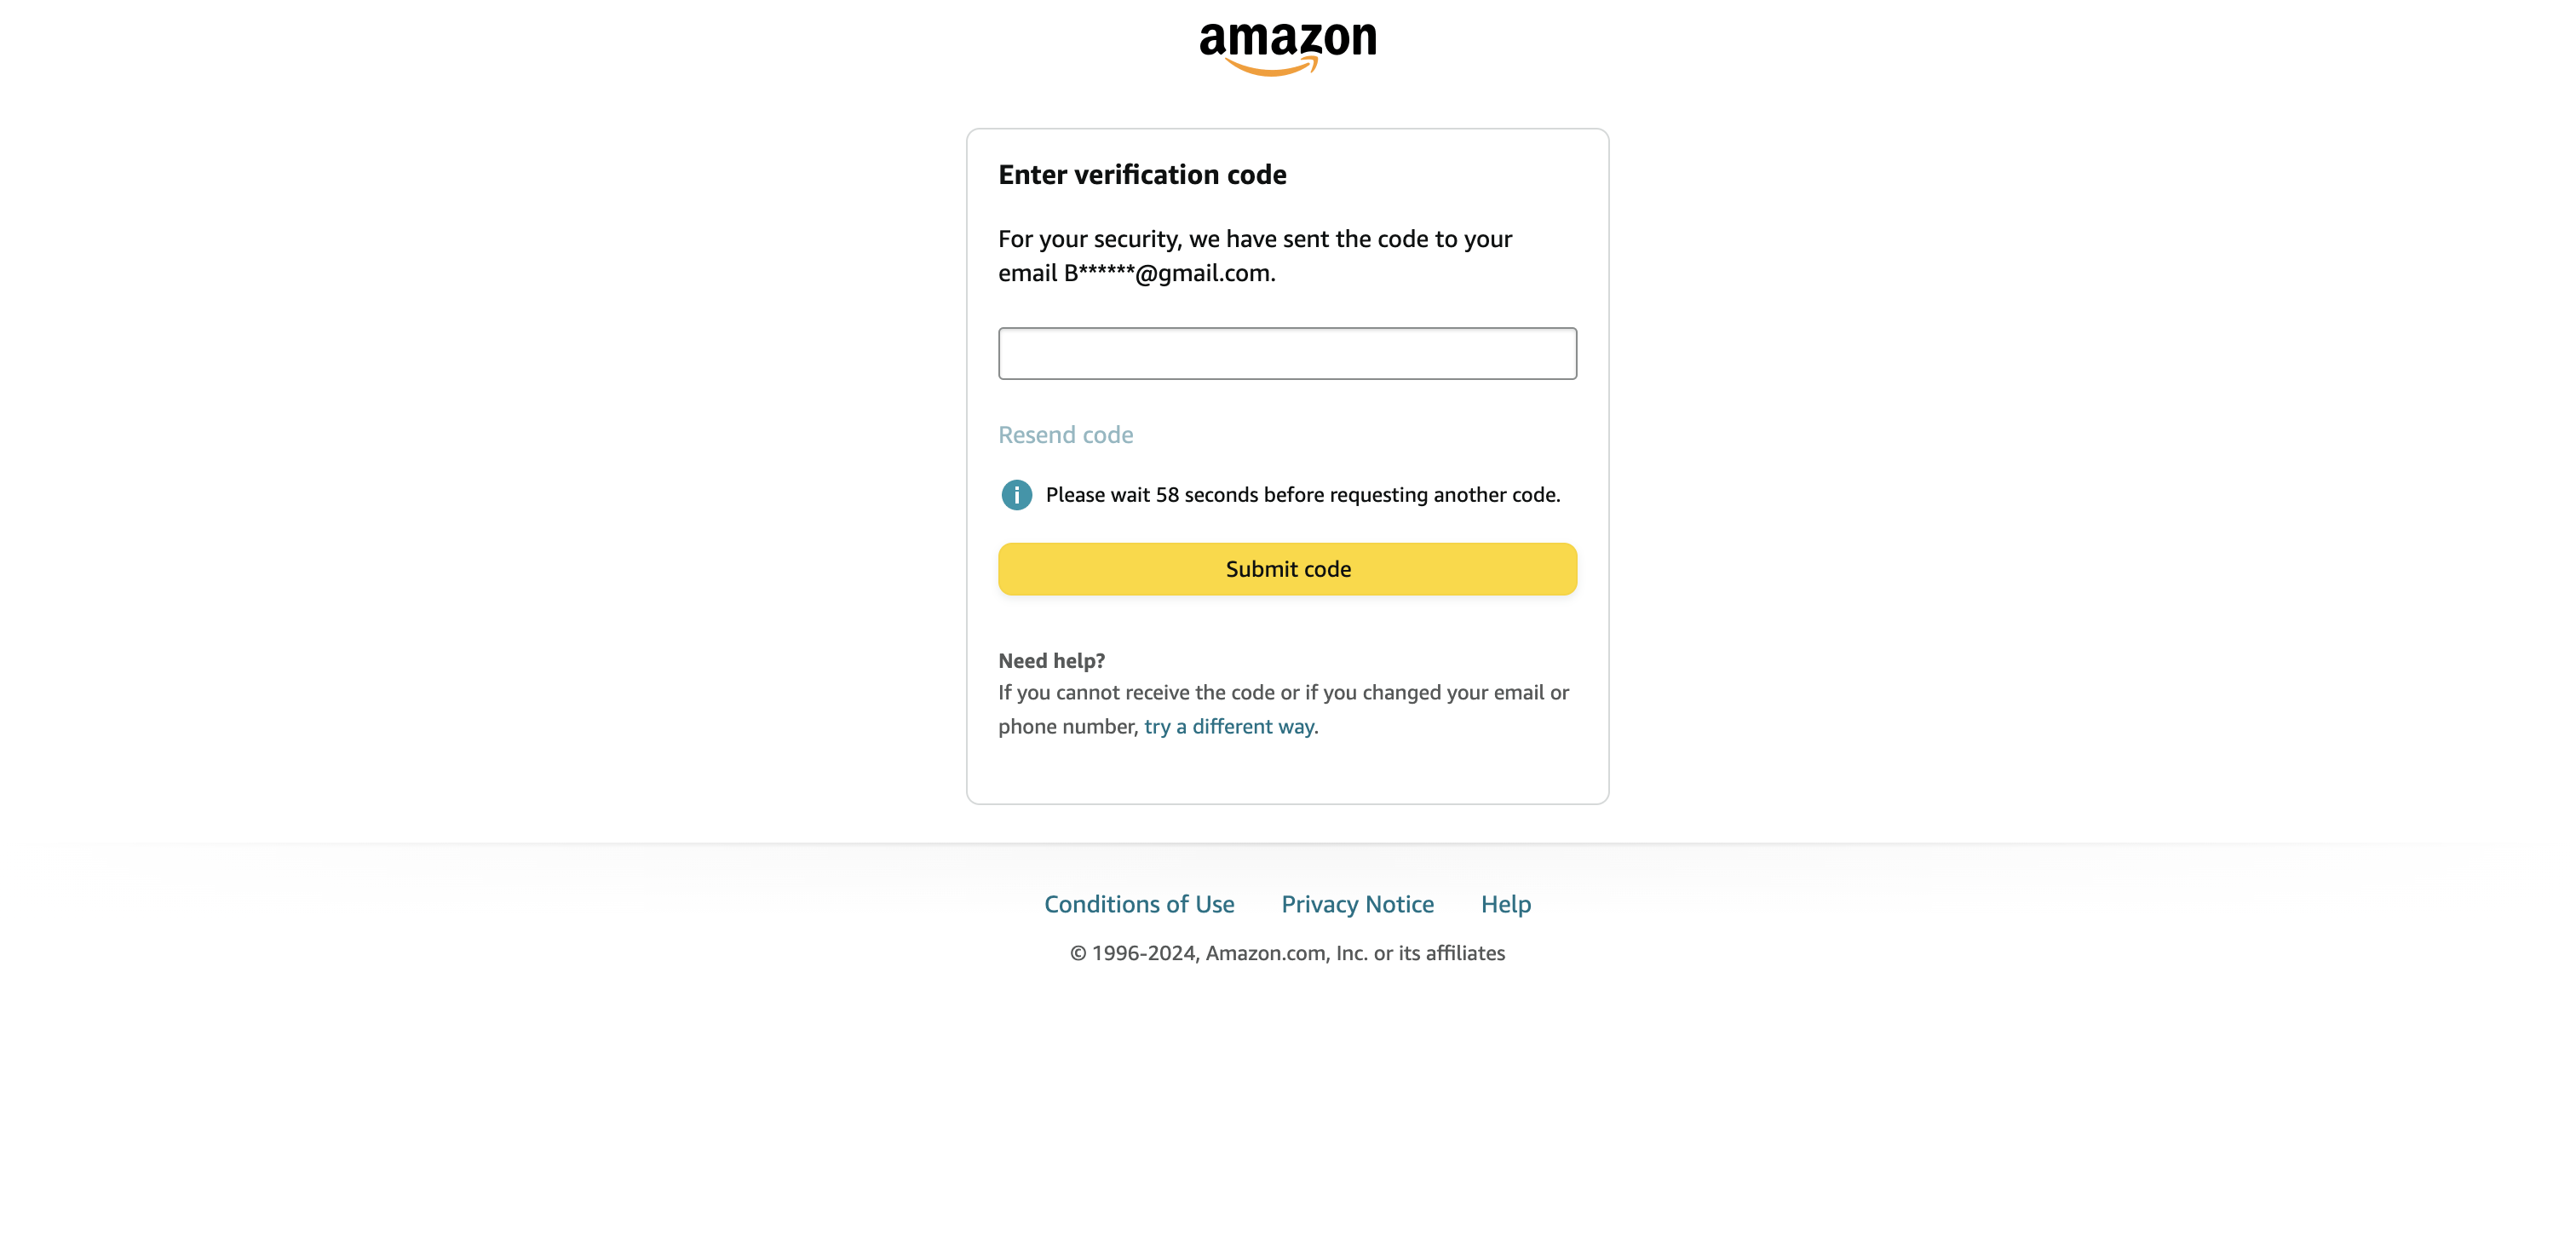 amazon
Enter verification code
For your security, we have sent the code to your
email B******@gmail.com.
Resend code
i Please wait 58 seconds before requesting another code.
Submit code
Need help?
If you cannot receive the code or if you changed your email or
phone number, try a different way.
Conditions of Use Privacy Notice Help
© 1996-2024, Amazon.com, Inc. or its affiliates